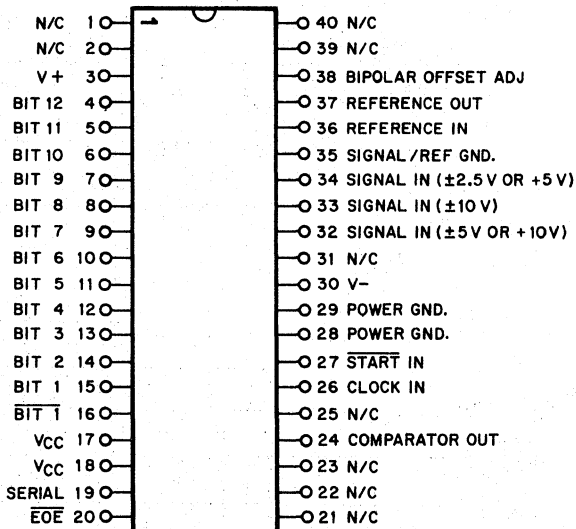 N/C 1 40 N/C
N/C 2 39 N/C
V+ 3 38 BIPOLAR OFFSET ADJ
BIT 12 4 37 REFERENCE OUT
BIT 11 5 36 REFERENCE IN
BIT 10 6 35 SIGNAL/REF GND.
BIT 9 7 34 SIGNAL IN (±2.5 V OR +5 V)
BIT 8 8 33 SIGNAL IN (±10 V)
BIT 7 9 32 SIGNAL IN (±5 V OR +10V)
BIT 6 10 31 N/C
BIT 5 11 30 V-
BIT 4 12 29 POWER GND.
BIT 3 13 28 POWER GND.
BIT 2 14 27 S̅T̅A̅R̅T̅ IN
BIT 1 15 26 CLOCK IN
B̅I̅T̅ ̅1̅ 16 25 N/C
VCC 17 24 COMPARATOR OUT
VCC 18 23 N/C
SERIAL 19 22 N/C
E̅O̅E̅ 20 21 N/C